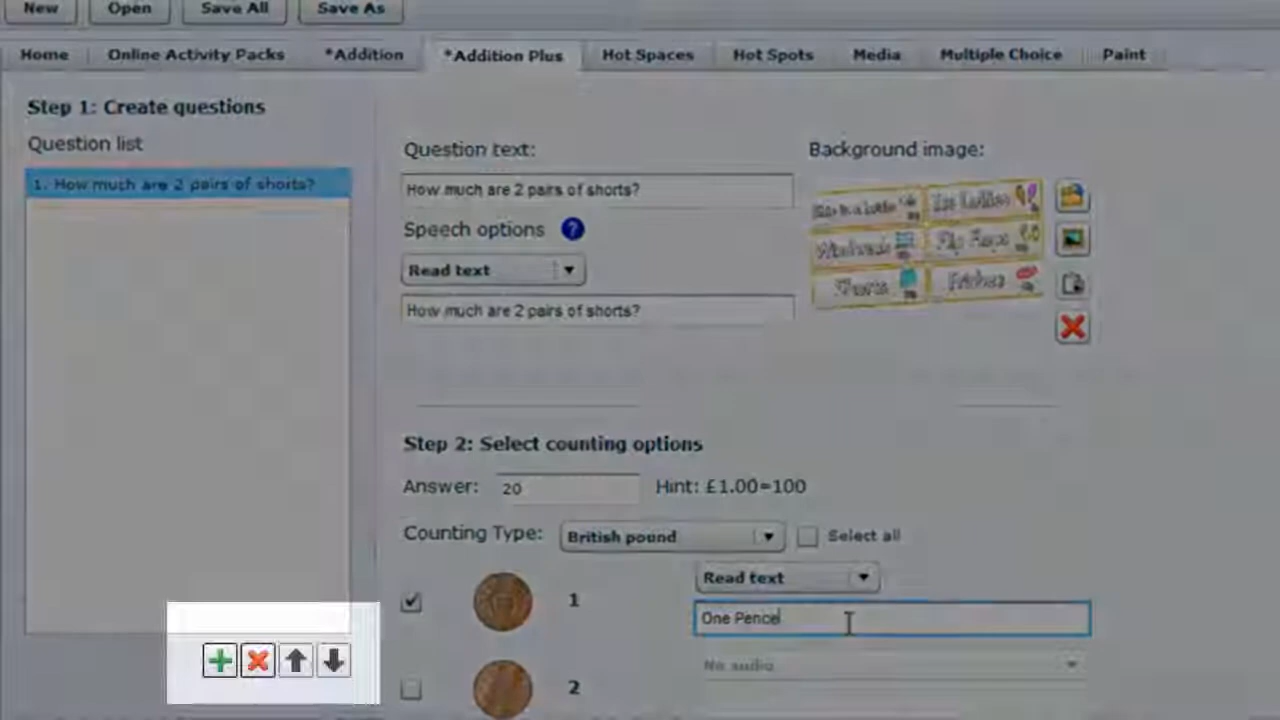 New Open Save All Save As
Home Online Activity Packs *Addition *Addition Plus Hot Spaces Hot Spots Media Multiple Choice Paint
Step 1: Create questions
Question list
1. How much are 2 pairs of shorts?
Question text:
How much are 2 pairs of shorts?
Speech options ?
Read text
How much are 2 pairs of shorts?
Background image:
Shorts
Step 2: Select counting options
Answer: 20 Hint: £1.00=100
Counting Type: British pound Select all
1 Read text
One Pence
No audio
2